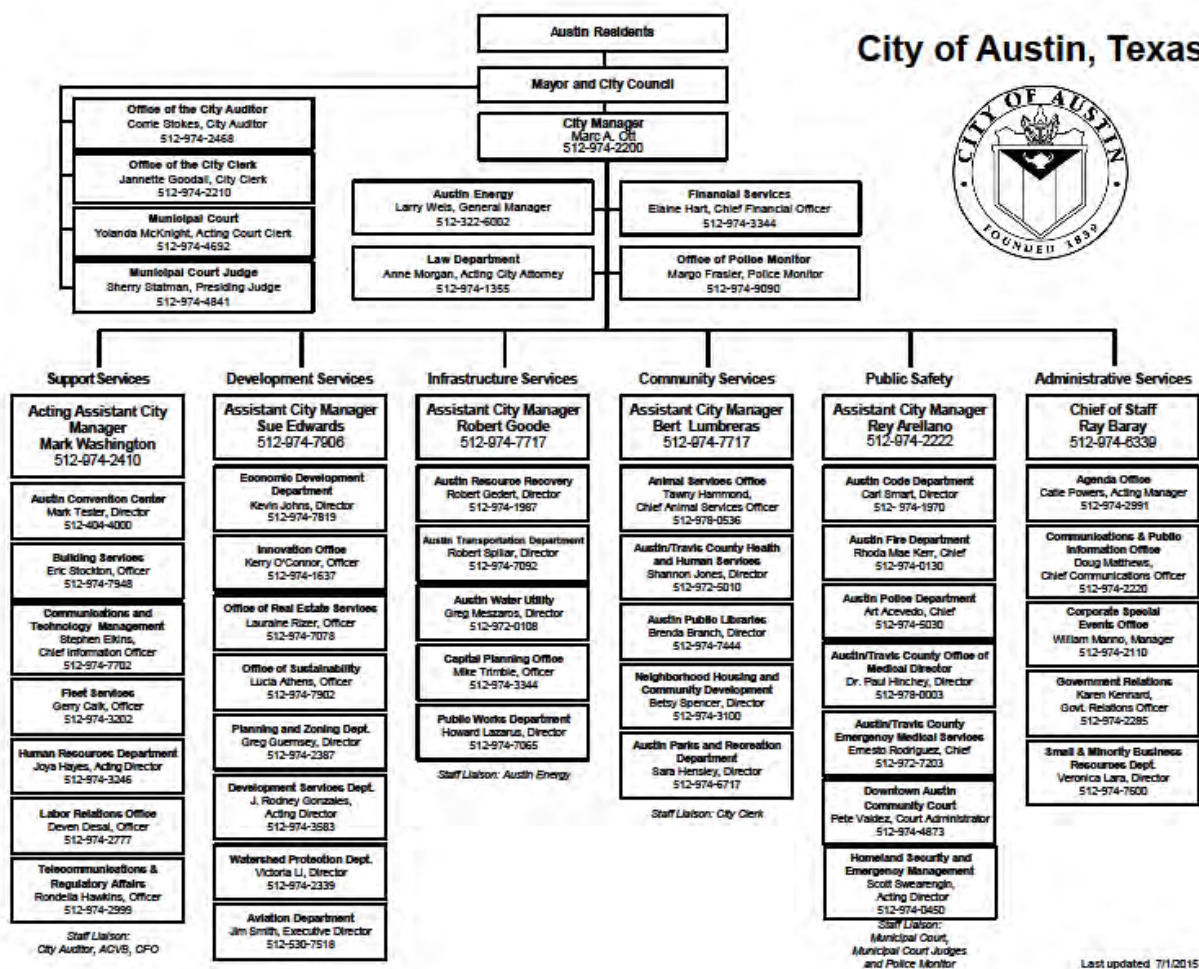 Austin Residents
City of Austin, Texas
Mayor and City Council
City Manager
Marc A. Ott
512-974-2200
CITY OF AUSTIN
FOUNDED 1839
Office of the City Auditor
Corrie Stokes, City Auditor
512-974-2468
Office of the City Clerk
Jannette Goodall, City Clerk
512-974-2210
Municipal Court
Yolanda McKnight, Acting Court Clerk
512-974-4692
Municipal Court Judge
Sherry Statman, Presiding Judge
512-974-4841
Austin Energy
Larry Weis, General Manager
512-322-6002
Financial Services
Elaine Hart, Chief Financial Officer
512-974-3344
Law Department
Anne Morgan, Acting City Attorney
512-974-1355
Office of Police Monitor
Margo Frasier, Police Monitor
512-974-9090
Support Services
Acting Assistant City
Manager
Mark Washington
512-974-2410
Austin Convention Center
Mark Tester, Director
512-404-4000
Building Services
Eric Stockton, Officer
512-974-7948
Communications and
Technology Management
Stephen Elkins,
Chief Information Officer
512-974-7702
Fleet Services
Gerry Calk, Officer
512-974-3202
Human Resources Department
Joya Hayes, Acting Director
512-974-3246
Labor Relations Office
Deven Desai, Officer
512-974-2777
Telecommunications &
Regulatory Affairs
Rondella Hawkins, Officer
512-974-2999
Staff Liaison:
City Auditor, ACVB, CFO
Development Services
Assistant City Manager
Sue Edwards
512-974-7906
Economic Development
Department
Kevin Johns, Director
512-974-7819
Innovation Office
Kerry O'Connor, Officer
512-974-1637
Office of Real Estate Services
Lauraine Rizer, Officer
512-974-7078
Office of Sustainability
Lucia Athens, Officer
512-974-7902
Planning and Zoning Dept.
Greg Guernsey, Director
512-974-2387
Development Services Dept.
J. Rodney Gonzales,
Acting Director
512-974-3583
Watershed Protection Dept.
Victoria Li, Director
512-974-2339
Aviation Department
Jim Smith, Executive Director
512-530-7518
Infrastructure Services
Assistant City Manager
Robert Goode
512-974-7717
Austin Resource Recovery
Robert Gedert, Director
512-974-1987
Austin Transportation Department
Robert Spillar, Director
512-974-7092
Austin Water Utility
Greg Meszaros, Director
512-972-0108
Capital Planning Office
Mike Trimble, Officer
512-974-3344
Public Works Department
Howard Lazarus, Director
512-974-7065
Staff Liaison: Austin Energy
Community Services
Assistant City Manager
Bert Lumbreras
512-974-7717
Animal Services Office
Tawny Hammond,
Chief Animal Services Officer
512-978-0536
Austin/Travis County Health
and Human Services
Shannon Jones, Director
512-972-5010
Austin Public Libraries
Brenda Branch, Director
512-974-7444
Neighborhood Housing and
Community Development
Betsy Spencer, Director
512-974-3100
Austin Parks and Recreation
Department
Sara Hensley, Director
512-974-6717
Staff Liaison: City Clerk
Public Safety
Assistant City Manager
Rey Arellano
512-974-2222
Austin Code Department
Carl Smart, Director
512- 974-1970
Austin Fire Department
Rhoda Mae Kerr, Chief
512-974-0130
Austin Police Department
Art Acevedo, Chief
512-974-5030
Austin/Travis County Office of
Medical Director
Dr. Paul Hinchey, Director
512-978-0003
Austin/Travis County
Emergency Medical Services
Ernesto Rodriguez, Chief
512-972-7203
Downtown Austin
Community Court
Pete Valdez, Court Administrator
512-974-4873
Homeland Security and
Emergency Management
Scott Swearengin,
Acting Director
512-974-0450
Staff Liaison:
Municipal Court,
Municipal Court Judges
and Police Monitor
Administrative Services
Chief of Staff
Ray Baray
512-974-6339
Agenda Office
Catie Powers, Acting Manager
512-974-2991
Communications & Public
Information Office
Doug Matthews,
Chief Communications Officer
512-974-2220
Corporate Special
Events Office
William Manno, Manager
512-974-2110
Government Relations
Karen Kennard,
Govt. Relations Officer
512-974-2285
Small & Minority Business
Resources Dept.
Veronica Lara, Director
512-974-7600
Last updated 7/1/2015